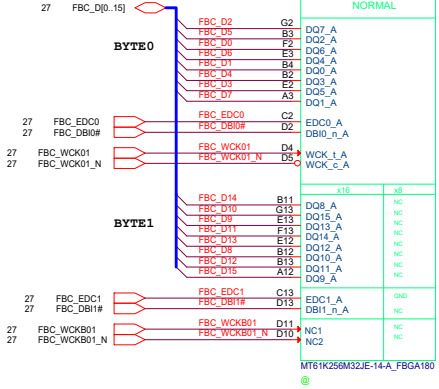 27 FBC_D[0..15] NORMAL
FBC_D2 G2 DQ7_A
FBC_D5 B3 DQ2_A
BYTE0 FBC_D0 F2 DQ6_A
FBC_D6 E3 DQ4_A
FBC_D1 B4 DQ0_A
FBC_D4 B2 DQ3_A
FBC_D3 E2 DQ5_A
FBC_D7 A3 DQ1_A
27 FBC_EDC0 FBC_EDC0 C2 EDC0_A
27 FBC_DBI0# FBC_DBI0# D2 DBI0_n_A
27 FBC_WCK01 FBC_WCK01 D4 WCK_t_A
27 FBC_WCK01_N FBC_WCK01_N D5 WCK_c_A
x16 x8
FBC_D14 B11 DQ8_A NC
FBC_D10 G13 DQ15_A NC
BYTE1 FBC_D9 E13 DQ13_A NC
FBC_D11 F13 DQ14_A NC
FBC_D13 E12 DQ12_A NC
FBC_D8 B12 DQ10_A NC
FBC_D12 B13 DQ11_A NC
FBC_D15 A12 DQ9_A NC
27 FBC_EDC1 FBC_EDC1 C13 EDC1_A GND
27 FBC_DBI1# FBC_DBI1# D13 DBI1_n_A NC
27 FBC_WCKB01 FBC_WCKB01 D11 NC1 NC
27 FBC_WCKB01_N FBC_WCKB01_N D10 NC2 NC
MT61K256M32JE-14-A_FBGA180
@